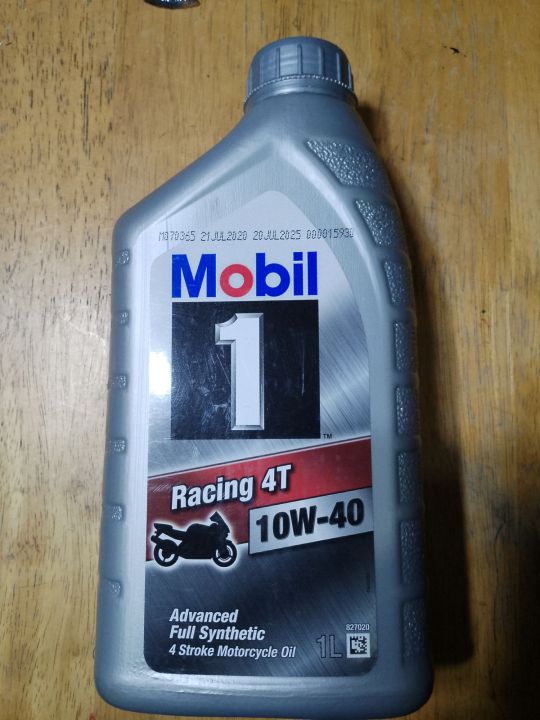 M070365 21JUL2020 20JUL2025 000015930
Mobil
1
TM
Racing 4T
10W-40
Advanced
Full Synthetic
4 Stroke Motorcycle Oil
827020
1L